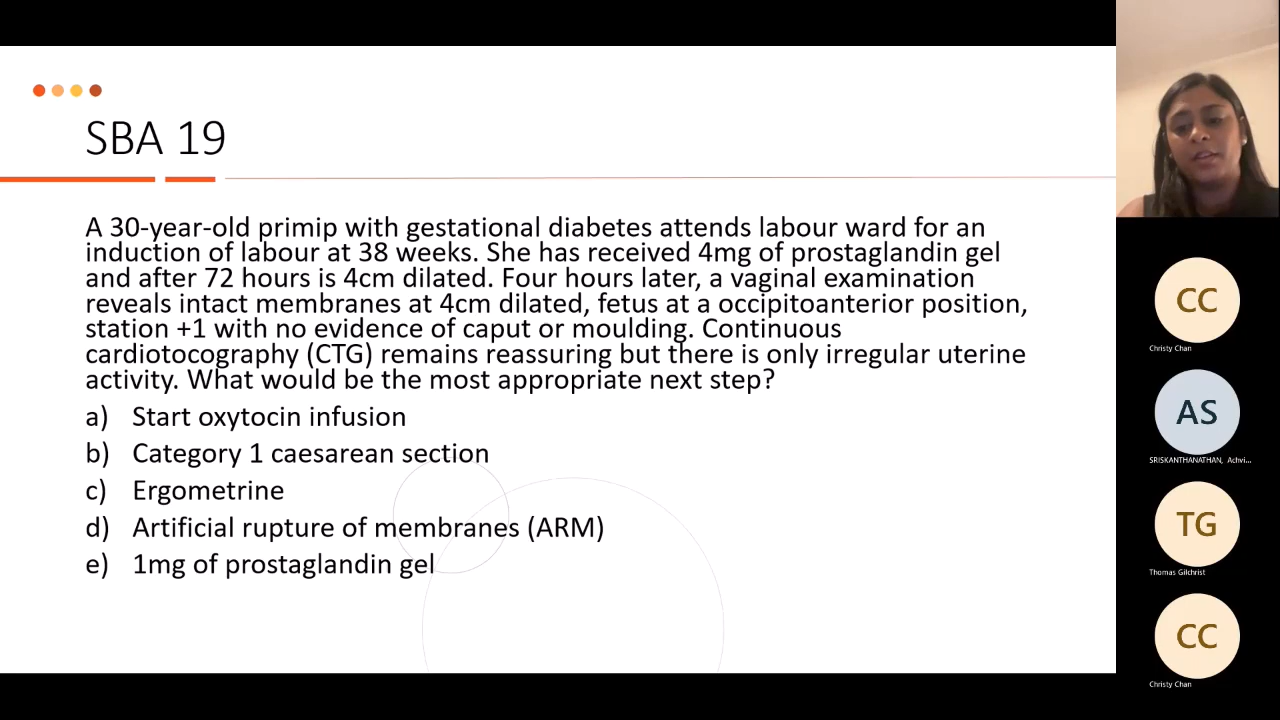 SBA 19
A 30-year-old primip with gestational diabetes attends labour ward for an
induction of labour at 38 weeks. She has received 4mg of prostaglandin gel
and after 72 hours is 4cm dilated. Four hours later, a vaginal examination
reveals intact membranes at 4cm dilated, fetus at a occipitoanterior position,
station +1 with no evidence of caput or moulding. Continuous
cardiotocography (CTG) remains reassuring but there is only irregular uterine
activity. What would be the most appropriate next step?
a) Start oxytocin infusion
b) Category 1 caesarean section
c) Ergometrine
d) Artificial rupture of membranes (ARM)
e) 1mg of prostaglandin gel
CC
Christy Chan
AS
SRISKANTHANATHAN, Achvi...
TG
Thomas Gilchrist
CC
Christy Chan